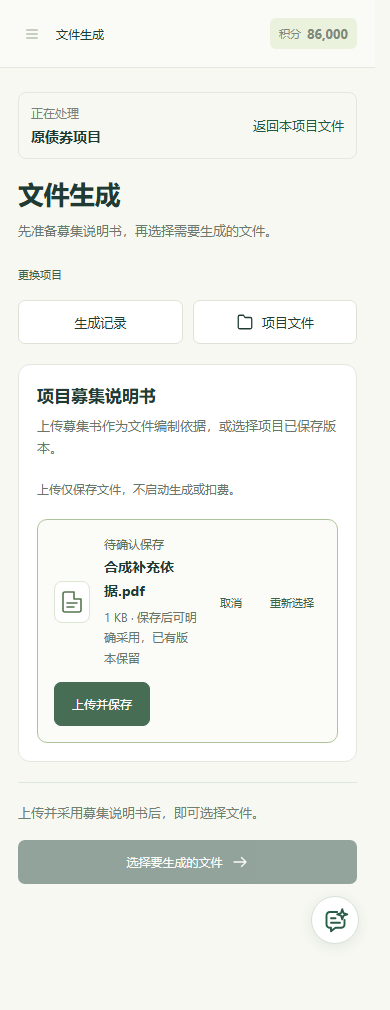 文件生成
积分 86,000
正在处理
原债券项目
返回本项目文件
文件生成
先准备募集说明书，再选择需要生成的文件。
更换项目
生成记录
项目文件
项目募集说明书
上传募集书作为文件编制依据，或选择项目已保存版
本。
上传仅保存文件，不启动生成或扣费。
待确认保存
合成补充依
据.pdf
1 KB · 保存后可明
确采用，已有版
本保留
取消
重新选择
上传并保存
上传并采用募集说明书后，即可选择文件。
选择要生成的文件 →